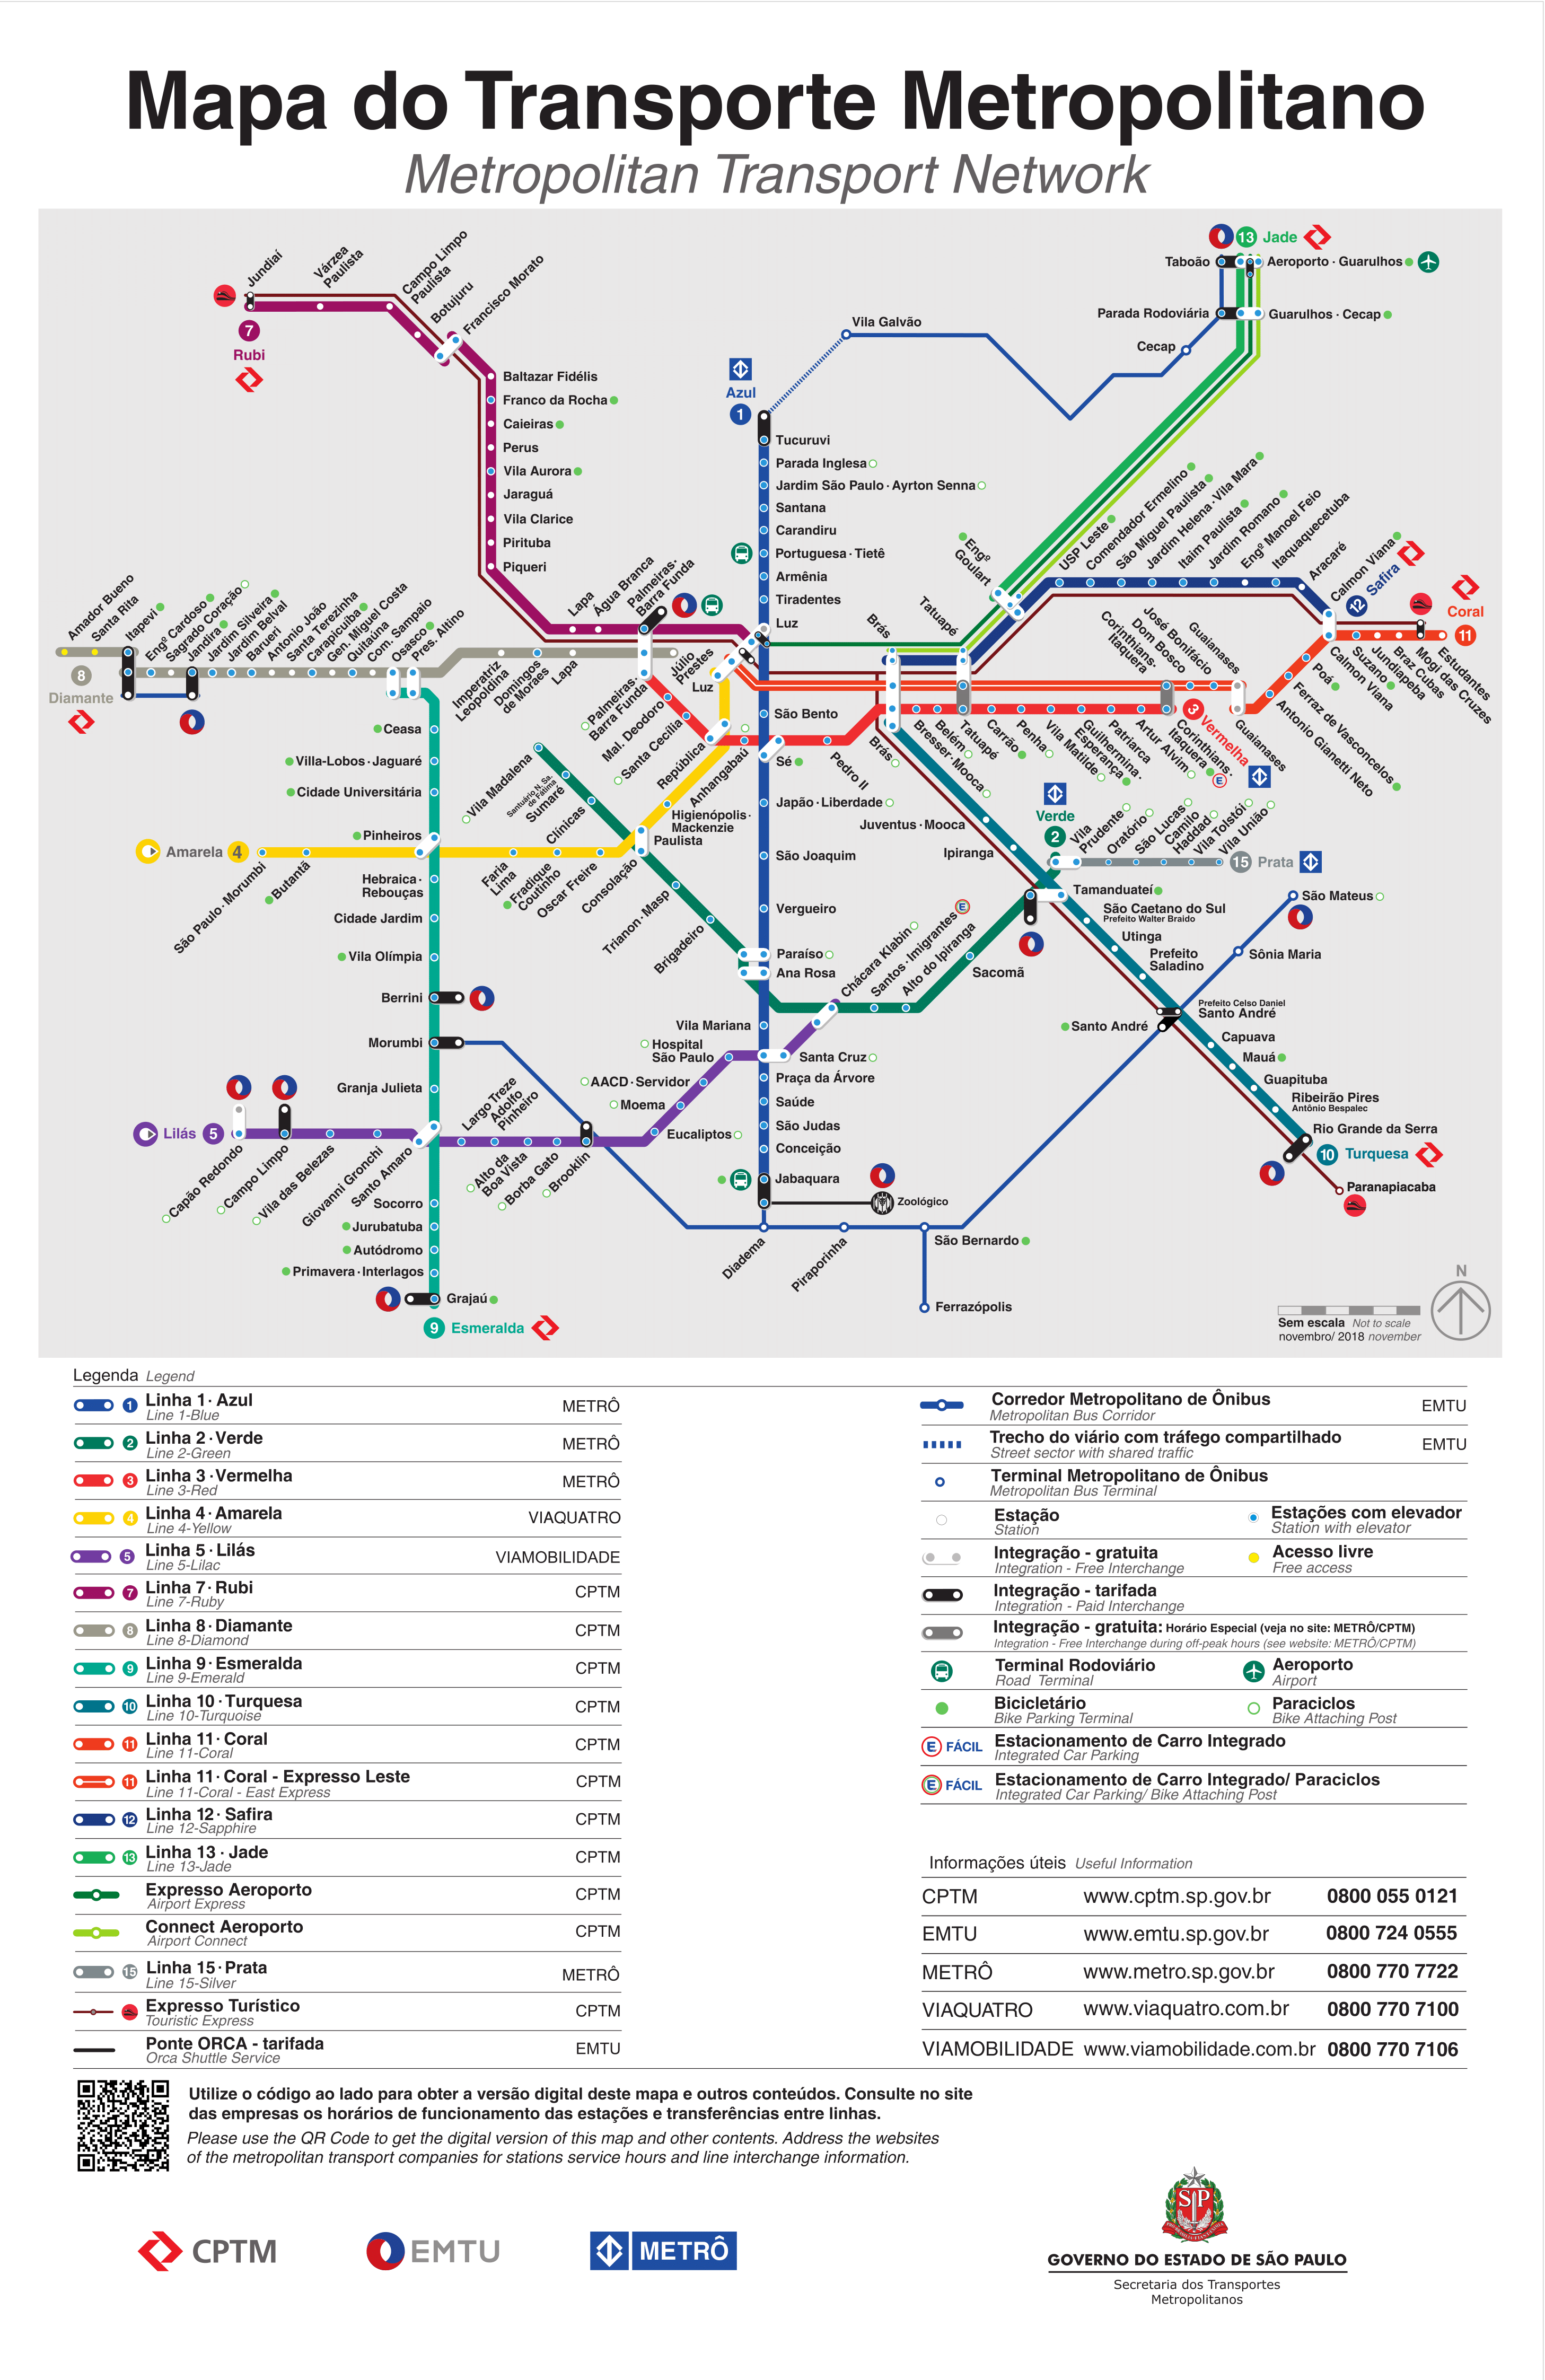 Mapa do Transporte Metropolitano
Metropolitan Transport Network
Jundiaí
Várzea
Paulista
Campo Limpo
Paulista
Botujuru
Francisco Morato
7
Rubi
Baltazar Fidélis
Franco da Rocha
Caieiras
Perus
Vila Aurora
Jaraguá
Vila Clarice
Pirituba
Piqueri
Lapa
Água Branca
Palmeiras-
Barra Funda
13 Jade
Taboão
Aeroporto · Guarulhos
Parada Rodoviária
Guarulhos · Cecap
Cecap
Vila Galvão
Azul
1
Tucuruvi
Parada Inglesa
Jardim São Paulo · Ayrton Senna
Santana
Carandiru
Portuguesa · Tietê
Armênia
Tiradentes
Luz
Engº
Goulart
USP Leste
Comendador Ermelino
São Miguel Paulista
Jardim Helena · Vila Mara
Itaim Paulista
Jardim Romano
Engº Manoel Feio
Itaquaquecetuba
Aracaré
Calmon Viana
12
Safira
Coral
11
Amador Bueno
Santa Rita
Itapevi
Engº Cardoso
Sagrado Coração
Jandira
Jardim Silveira
Jardim Belval
Barueri
Antonio João
Santa Terezinha
Carapicuíba
Gen. Miguel Costa
Quitaúna
Com. Sampaio
Osasco
Pres. Altino
8
Diamante
Imperatriz
Leopoldina
Domingos
de Moraes
Lapa
Palmeiras-
Barra Funda
Júlio
Prestes
Luz
Mal. Deodoro
Santa Cecília
República
Anhangabaú
São Bento
Sé
Pedro II
Brás
Tatuapé
Brás
Bresser - Mooca
Belém
Tatuapé
Carrão
Penha
Vila Matilde
Guilhermina-
Esperança
Patriarca
Artur Alvim
Corinthians-
Itaquera
3
Vermelha
Corinthians-
Itaquera
Dom Bosco
José Bonifácio
Guaianases
Guaianases
Antonio Gianetti Neto
Ferraz de Vasconcelos
Poá
Calmon Viana
Suzano
Jundiapeba
Braz Cubas
Mogi das Cruzes
Estudantes
Ceasa
Villa-Lobos · Jaguaré
Cidade Universitária
Pinheiros
Amarela 4
São Paulo · Morumbi
Butantã
Hebraica ·
Rebouças
Cidade Jardim
Vila Olímpia
Berrini
Morumbi
Granja Julieta
Faria
Lima
Fradique
Coutinho
Oscar Freire
Vila Madalena
Santuário N. Sa.
de Fátima
Sumaré
Clínicas
Higienópolis ·
Mackenzie
Paulista
Consolação
Trianon · Masp
Brigadeiro
Japão · Liberdade
São Joaquim
Vergueiro
Paraíso
Ana Rosa
Vila Mariana
Santa Cruz
Praça da Árvore
Saúde
São Judas
Conceição
Jabaquara
Zoológico
Chácara Klabin
Santos · Imigrantes
Alto do Ipiranga
Sacomã
Juventus · Mooca
Ipiranga
Verde
2
Vila
Prudente
Oratório
São Lucas
Camilo
Haddad
Vila Tolstói
Vila União
15 Prata
Tamanduateí
São Caetano do Sul
Prefeito Walter Braido
Utinga
Prefeito
Saladino
Prefeito Celso Daniel
Santo André
Santo André
São Mateus
Sônia Maria
Capuava
Mauá
Guapituba
Ribeirão Pires
Antônio Bespalec
Rio Grande da Serra
10 Turquesa
Paranapiacaba
Lilás 5
Capão Redondo
Campo Limpo
Vila das Belezas
Giovanni Gronchi
Santo Amaro
Largo Treze
Adolfo
Pinheiro
Alto da
Boa Vista
Borba Gato
Brooklin
Eucaliptos
Moema
AACD · Servidor
Hospital
São Paulo
Socorro
Jurubatuba
Autódromo
Primavera · Interlagos
Grajaú
9 Esmeralda
Diadema
Piraporinha
São Bernardo
Ferrazópolis
N
Sem escala Not to scale
novembro/ 2018 november
Legenda Legend
1 Linha 1 · Azul METRÔ
Line 1-Blue
2 Linha 2 · Verde METRÔ
Line 2-Green
3 Linha 3 · Vermelha METRÔ
Line 3-Red
4 Linha 4 · Amarela VIAQUATRO
Line 4-Yellow
5 Linha 5 · Lilás VIAMOBILIDADE
Line 5-Lilac
7 Linha 7 · Rubi CPTM
Line 7-Ruby
8 Linha 8 · Diamante CPTM
Line 8-Diamond
9 Linha 9 · Esmeralda CPTM
Line 9-Emerald
10 Linha 10 · Turquesa CPTM
Line 10-Turquoise
11 Linha 11 · Coral CPTM
Line 11-Coral
11 Linha 11 · Coral - Expresso Leste CPTM
Line 11-Coral - East Express
12 Linha 12 · Safira CPTM
Line 12-Sapphire
13 Linha 13 · Jade CPTM
Line 13-Jade
Expresso Aeroporto CPTM
Airport Express
Connect Aeroporto CPTM
Airport Connect
15 Linha 15 · Prata METRÔ
Line 15-Silver
Expresso Turístico CPTM
Touristic Express
Ponte ORCA - tarifada EMTU
Orca Shuttle Service
Corredor Metropolitano de Ônibus EMTU
Metropolitan Bus Corridor
Trecho do viário com tráfego compartilhado EMTU
Street sector with shared traffic
Terminal Metropolitano de Ônibus
Metropolitan Bus Terminal
Estação
Station
Estações com elevador
Station with elevator
Integração - gratuita
Integration - Free Interchange
Acesso livre
Free access
Integração - tarifada
Integration - Paid Interchange
Integração - gratuita: Horário Especial (veja no site: METRÔ/CPTM)
Integration - Free Interchange during off-peak hours (see website: METRÔ/CPTM)
Terminal Rodoviário
Road Terminal
Aeroporto
Airport
Bicicletário
Bike Parking Terminal
Paraciclos
Bike Attaching Post
E FÁCIL Estacionamento de Carro Integrado
Integrated Car Parking
E FÁCIL Estacionamento de Carro Integrado/ Paraciclos
Integrated Car Parking/ Bike Attaching Post
Informações úteis Useful Information
CPTM www.cptm.sp.gov.br 0800 055 0121
EMTU www.emtu.sp.gov.br 0800 724 0555
METRÔ www.metro.sp.gov.br 0800 770 7722
VIAQUATRO www.viaquatro.com.br 0800 770 7100
VIAMOBILIDADE www.viamobilidade.com.br 0800 770 7106
Utilize o código ao lado para obter a versão digital deste mapa e outros conteúdos. Consulte no site
das empresas os horários de funcionamento das estações e transferências entre linhas.
Please use the QR Code to get the digital version of this map and other contents. Address the websites
of the metropolitan transport companies for stations service hours and line interchange information.
CPTM
EMTU
METRÔ
SP
GOVERNO DO ESTADO DE SÃO PAULO
Secretaria dos Transportes
Metropolitanos